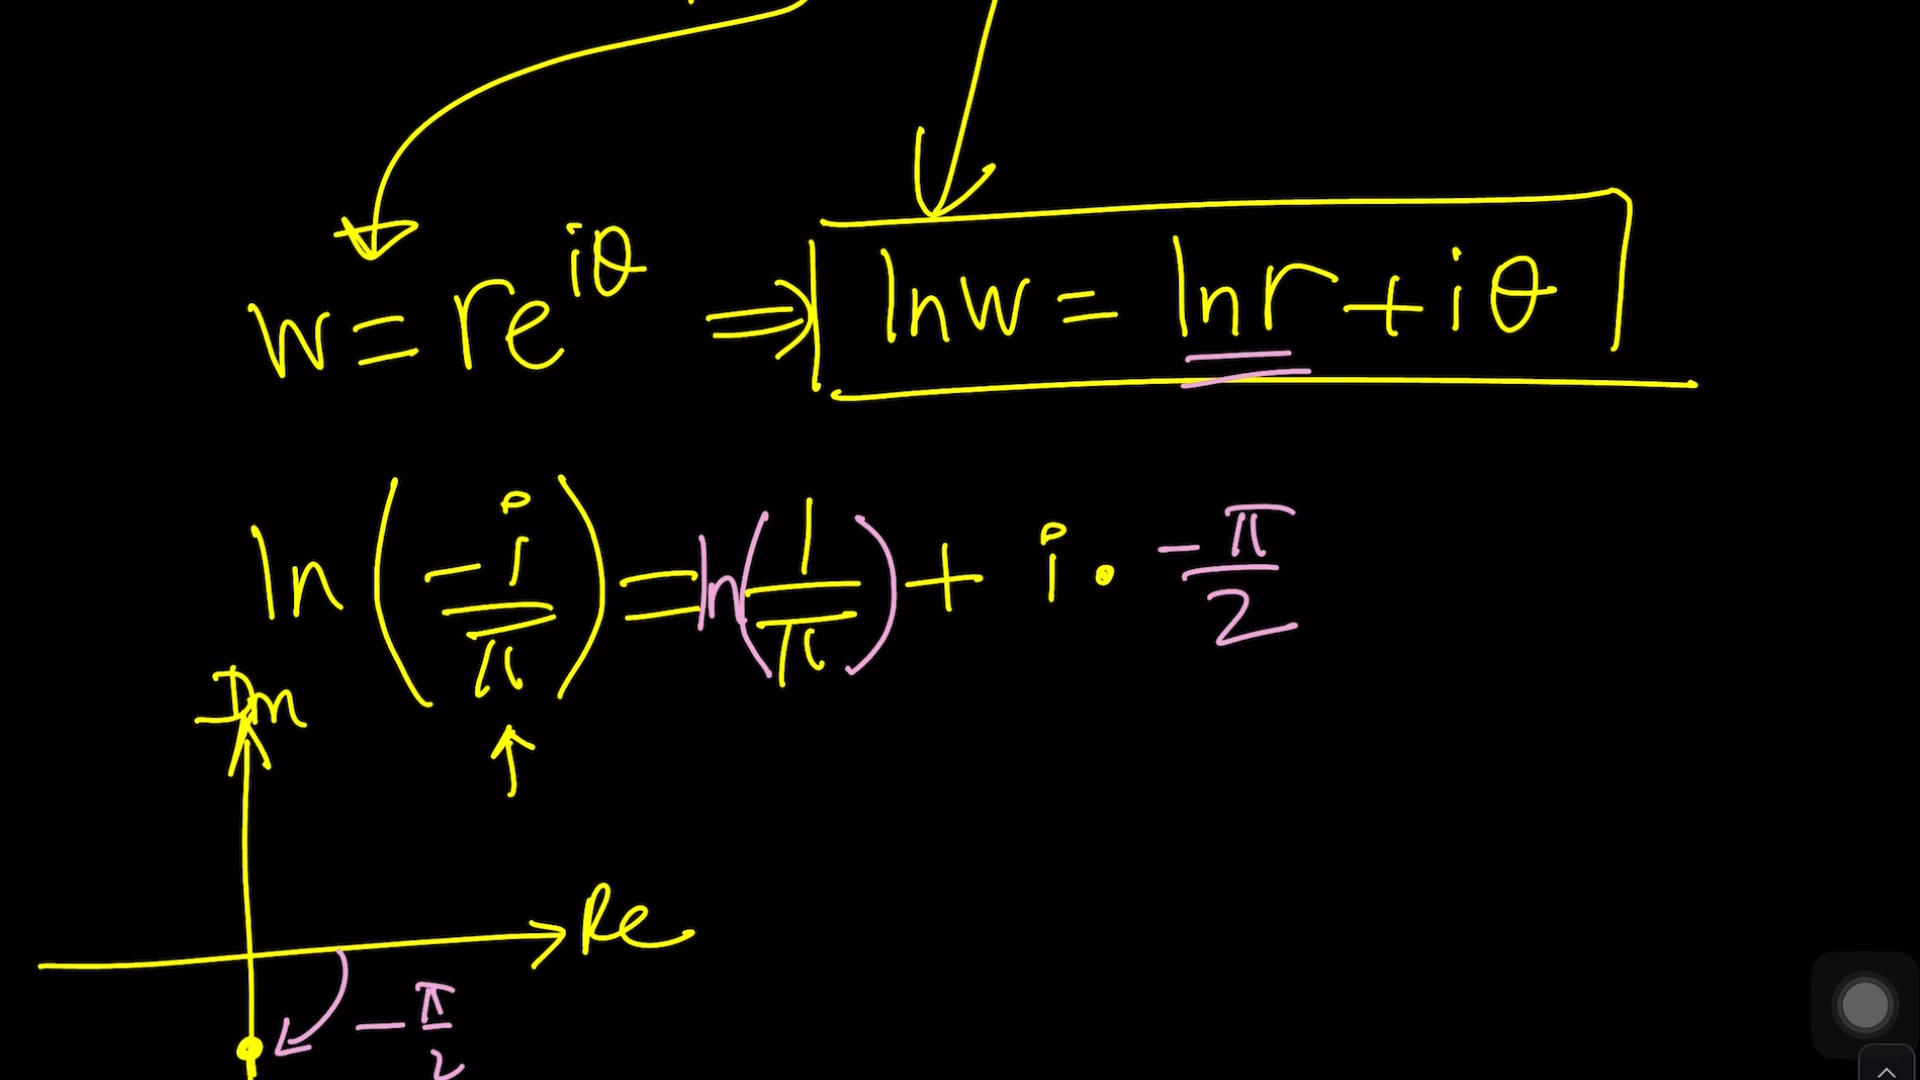 w = re^{iθ} ⇒ ln w = ln r + iθ
ln(-i/π) = ln(1/π) + i · -π/2
Im
Re
-π/2